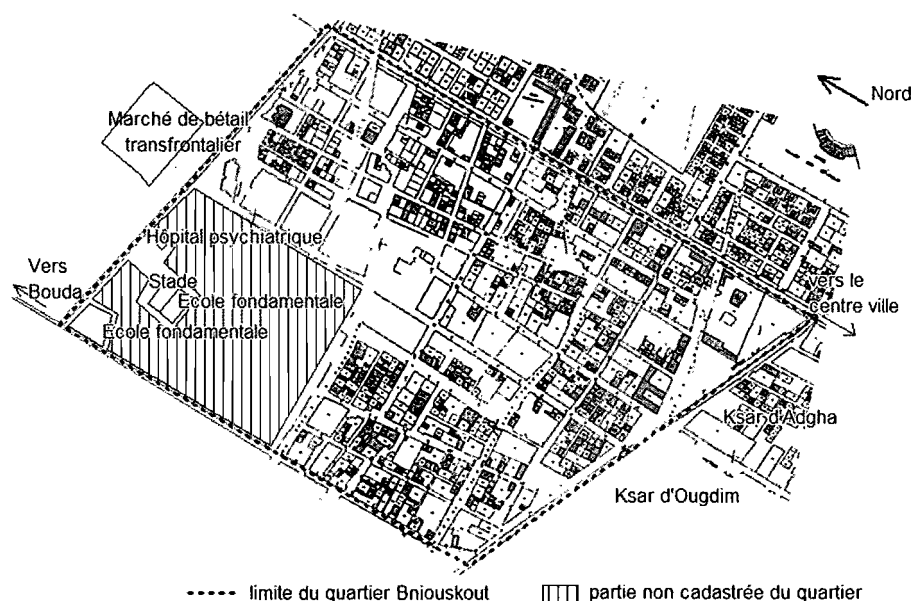 Nord
Marché de bétail
transfrontalier
Hôpital psychiatrique
Vers
Bouda
Stade
Ecole fondamentale
Ecole fondamentale
vers le
centre ville
Ksar d'Adgha
Ksar d'Ougdim
limite du quartier Bniouskout
partie non cadastrée du quartier